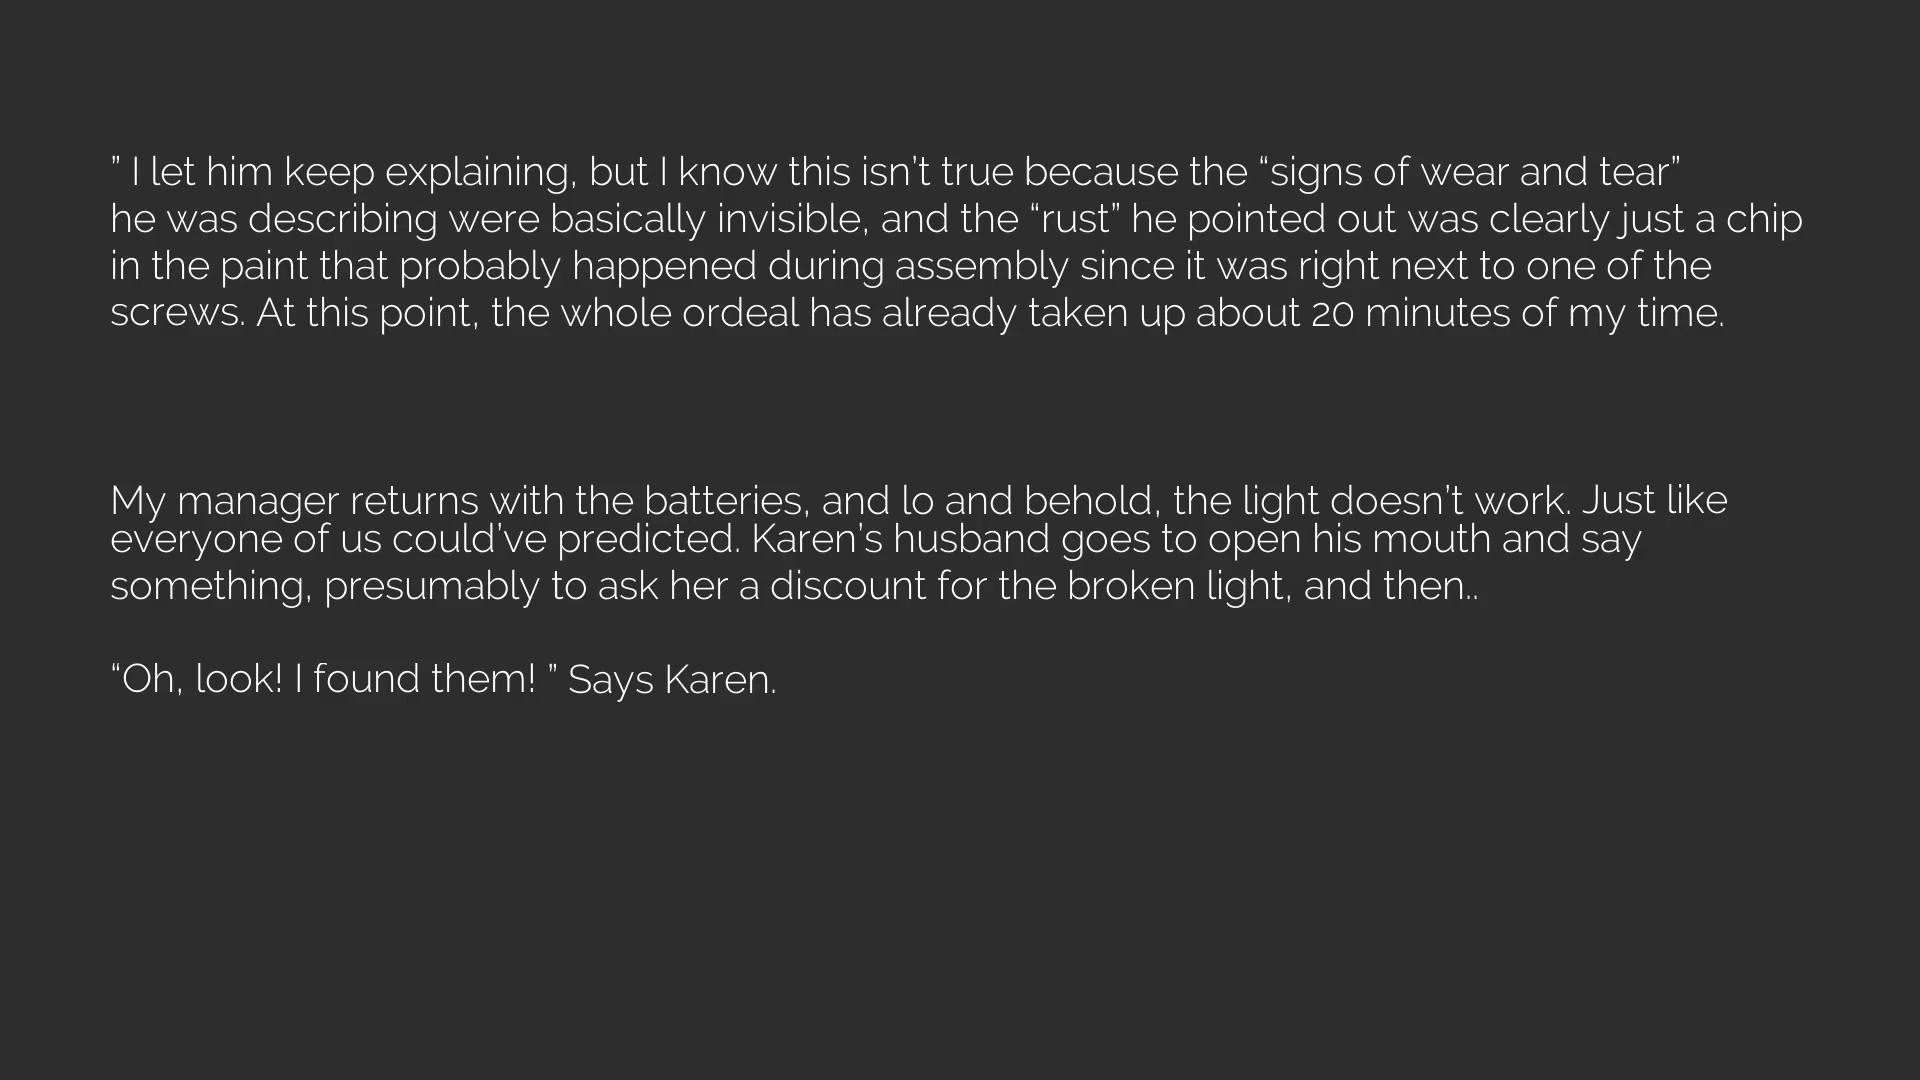 ” I let him keep explaining, but I know this isn’t true because the “signs of wear and tear”
he was describing were basically invisible, and the “rust” he pointed out was clearly just a chip
in the paint that probably happened during assembly since it was right next to one of the
screws. At this point, the whole ordeal has already taken up about 20 minutes of my time.
My manager returns with the batteries, and lo and behold, the light doesn’t work. Just like
everyone of us could’ve predicted. Karen’s husband goes to open his mouth and say
something, presumably to ask her a discount for the broken light, and then..
“Oh, look! I found them! ” Says Karen.